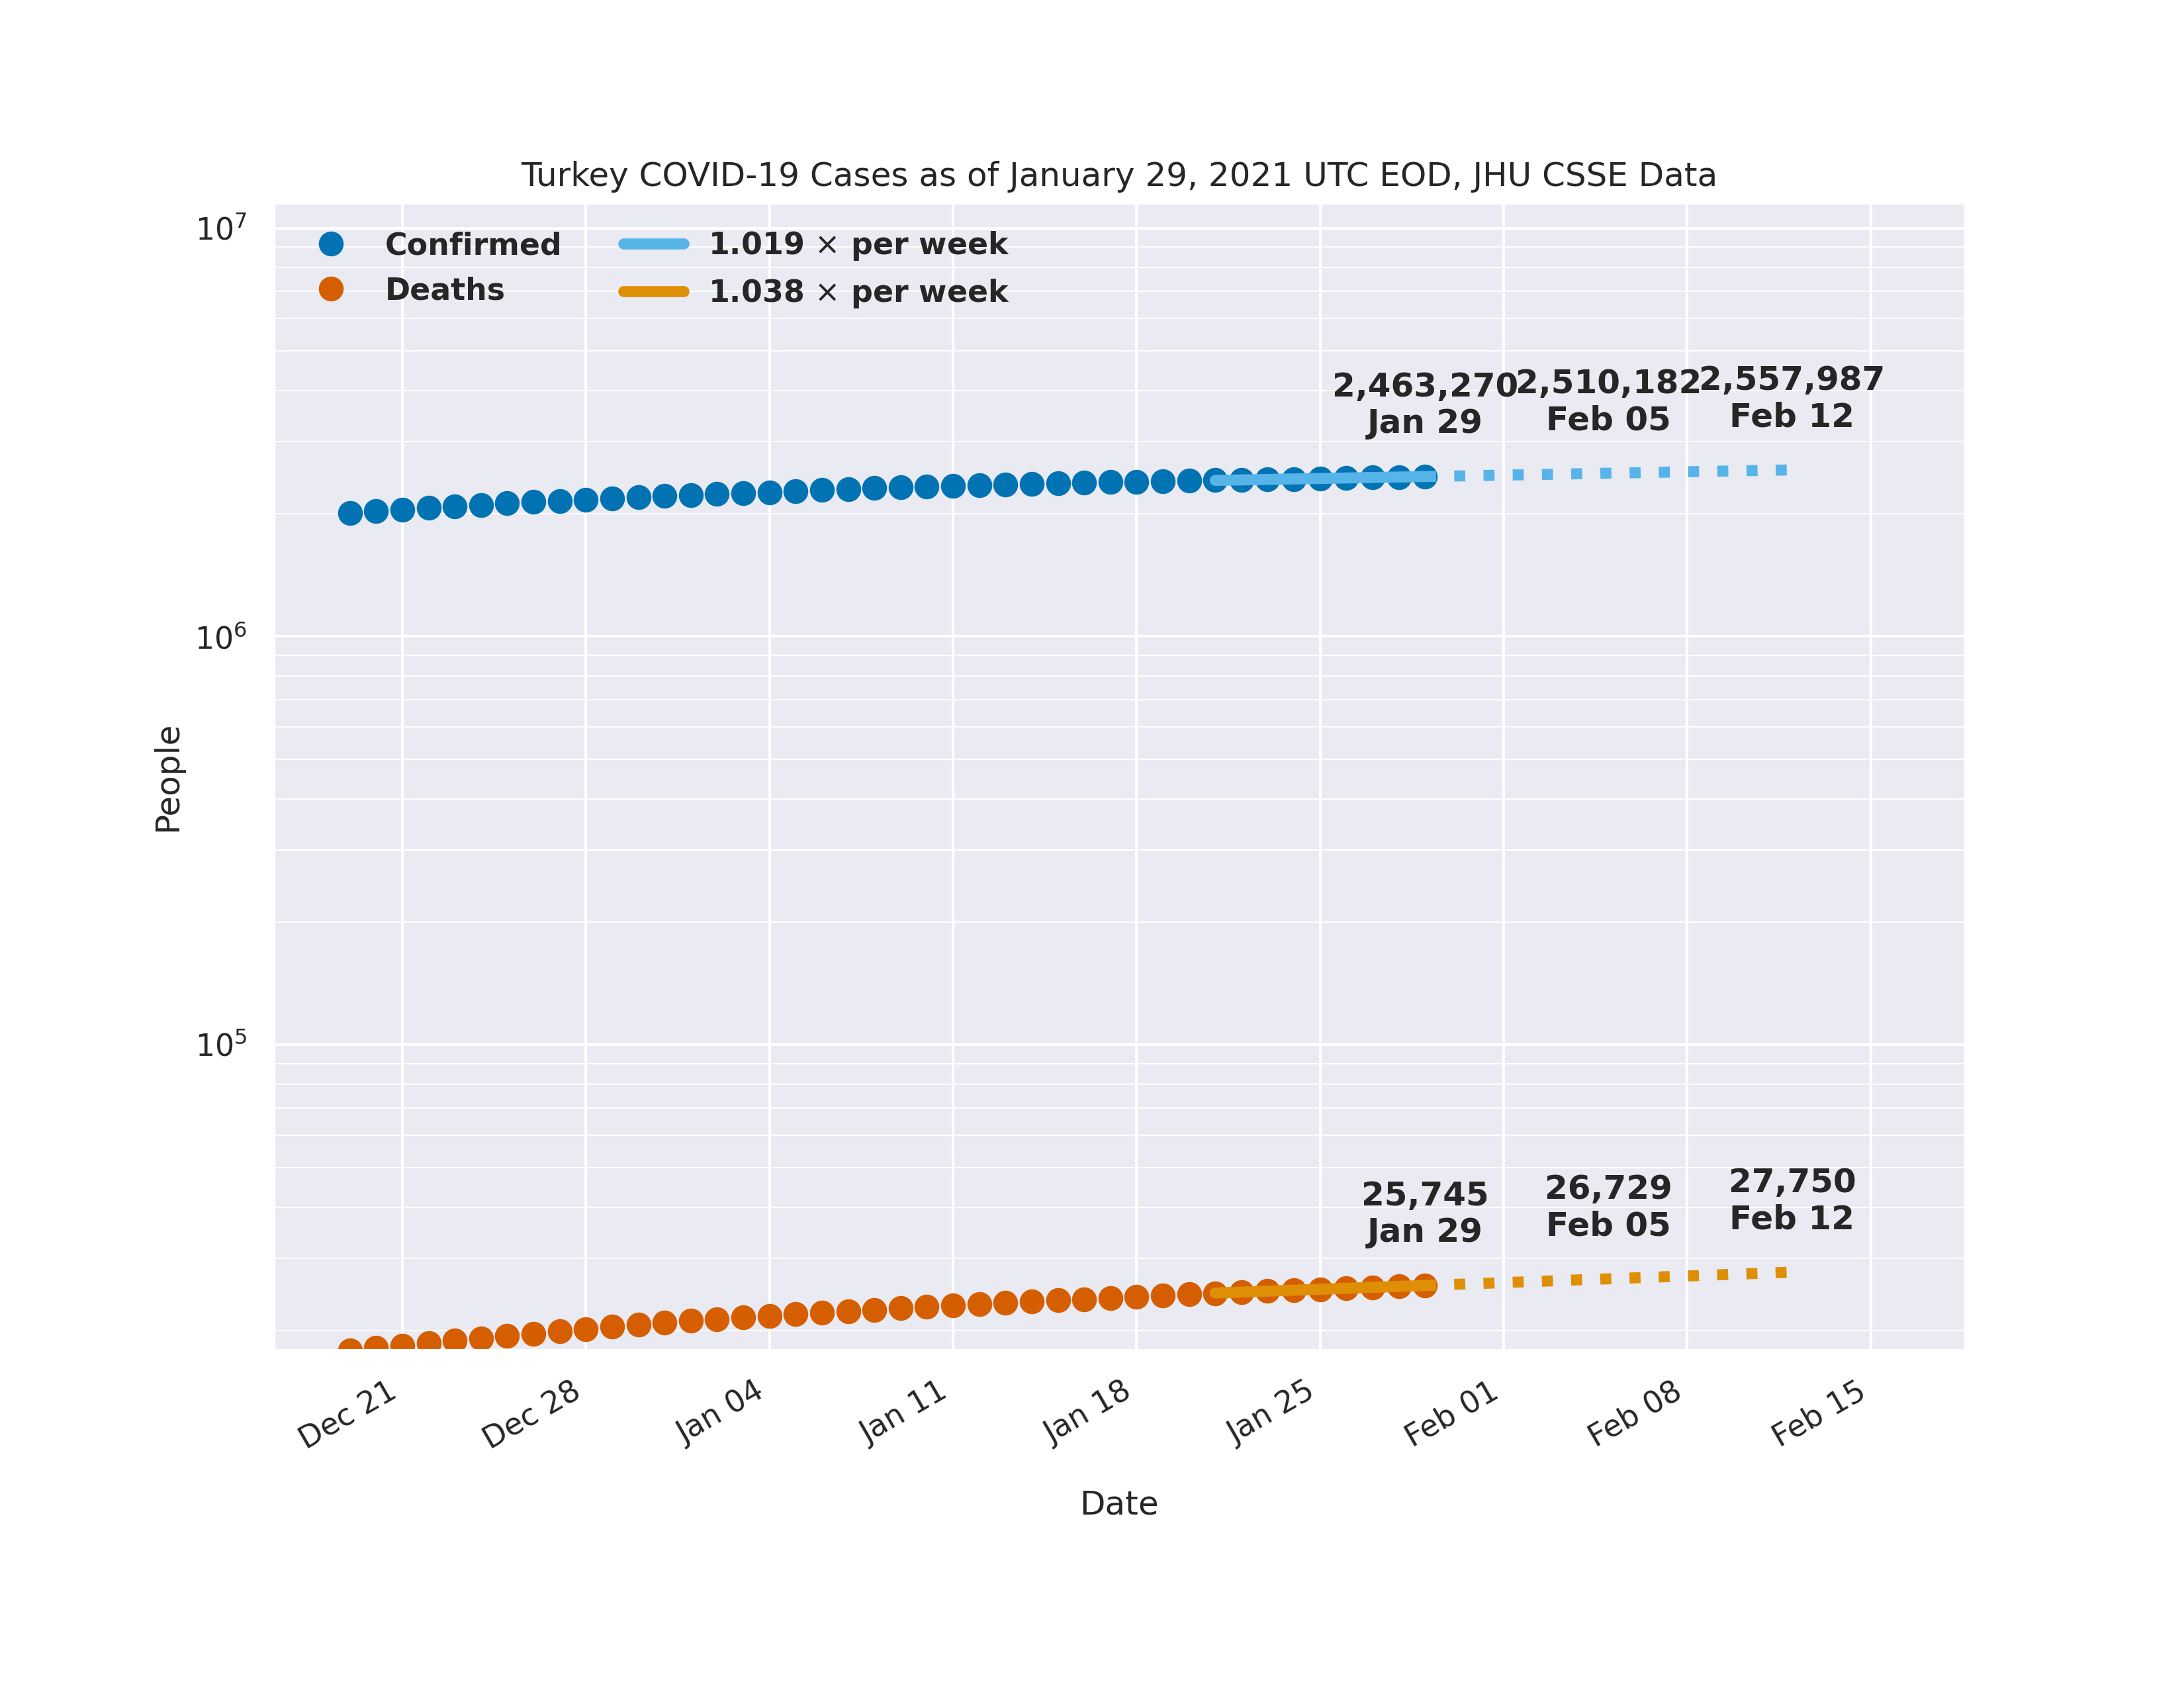 Turkey COVID-19 Cases as of January 29, 2021 UTC EOD, JHU CSSE Data
10^7
10^6
10^5
People
Confirmed
Deaths
1.019 × per week
1.038 × per week
2,463,270
Jan 29
2,510,182
Feb 05
2,557,987
Feb 12
25,745
Jan 29
26,729
Feb 05
27,750
Feb 12
Dec 21
Dec 28
Jan 04
Jan 11
Jan 18
Jan 25
Feb 01
Feb 08
Feb 15
Date